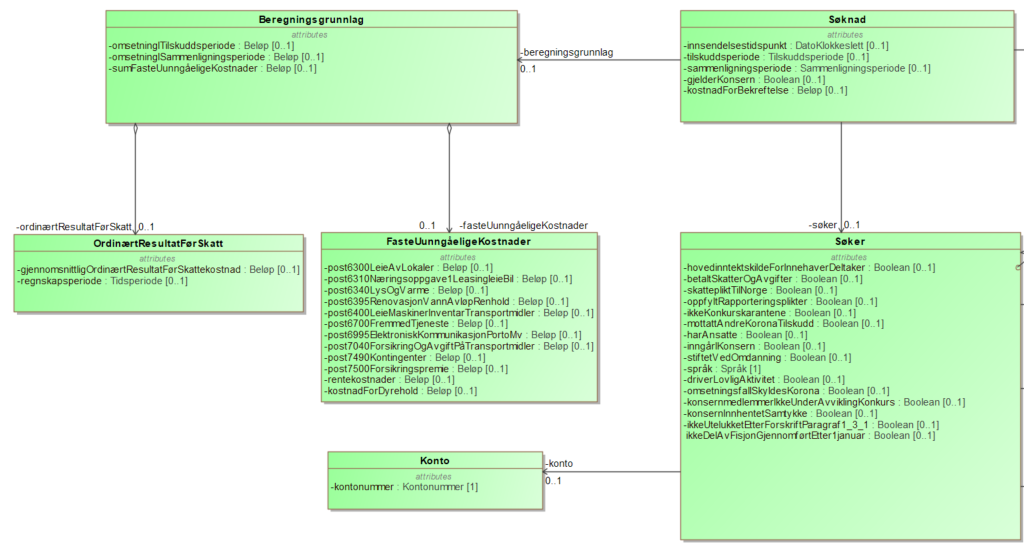 Beregningsgrunnlag
attributes
-omsetningITilskuddsperiode : Beløp [0..1]
-omsetningISammenligningsperiode : Beløp [0..1]
-sumFasteUunngåeligeKostnader : Beløp [0..1]
-beregningsgrunnlag
0..1
Søknad
attributes
-innsendelsestidspunkt : DatoKlokkeslett [0..1]
-tilskuddsperiode : Tilskuddsperiode [0..1]
-sammenligningsperiode : Sammenligningsperiode [0..1]
-gjelderKonsern : Boolean [0..1]
-kostnadForBekreftelse : Beløp [0..1]
-ordinærtResultatFørSkatt 0..1
0..1 -fasteUunngåeligeKostnader
-søker 0..1
OrdinærtResultatFørSkatt
attributes
-gjennomsnittligOrdinærtResultatFørSkattekostnad : Beløp [0..1]
-regnskapsperiode : Tidsperiode [0..1]
FasteUunngåeligeKostnader
attributes
-post6300LeieAvLokaler : Beløp [0..1]
-post6310Næringsoppgave1LeasingleieBil : Beløp [0..1]
-post6340LysOgVarme : Beløp [0..1]
-post6395RenovasjonVannAvløpRenhold : Beløp [0..1]
-post6400LeieMaskinerInventarTransportmidler : Beløp [0..1]
-post6700FremmedTjeneste : Beløp [0..1]
-post6995ElektroniskKommunikasjonPortoMv : Beløp [0..1]
-post7040ForsikringOgAvgiftPåTransportmidler : Beløp [0..1]
-post7490Kontingenter : Beløp [0..1]
-post7500Forsikringspremie : Beløp [0..1]
-rentekostnader : Beløp [0..1]
-kostnadForDyrehold : Beløp [0..1]
Søker
attributes
-hovedinntektskildeForInnehaverDeltaker : Boolean [0..1]
-betaltSkatterOgAvgifter : Boolean [0..1]
-skattepliktTilNorge : Boolean [0..1]
-oppfyltRapporteringsplikter : Boolean [0..1]
-ikkeKonkurskarantene : Boolean [0..1]
-mottattAndreKoronaTilskudd : Boolean [0..1]
-harAnsatte : Boolean [0..1]
-inngårIKonsern : Boolean [0..1]
-stiftetVedOmdanning : Boolean [0..1]
-språk : Språk [1]
-driverLovligAktivitet : Boolean [0..1]
-omsetningsfallSkyldesKorona : Boolean [0..1]
-konsernmedlemmerIkkeUnderAvviklingKonkurs : Boolean [0..1]
-konsernInnhentetSamtykke : Boolean [0..1]
-ikkeUtelukketEtterForskriftParagraf1_3_1 : Boolean [0..1]
ikkeDelAvFisjonGjennomførtEtter1januar : Boolean [0..1]
Konto
attributes
-kontonummer : Kontonummer [1]
-konto
0..1